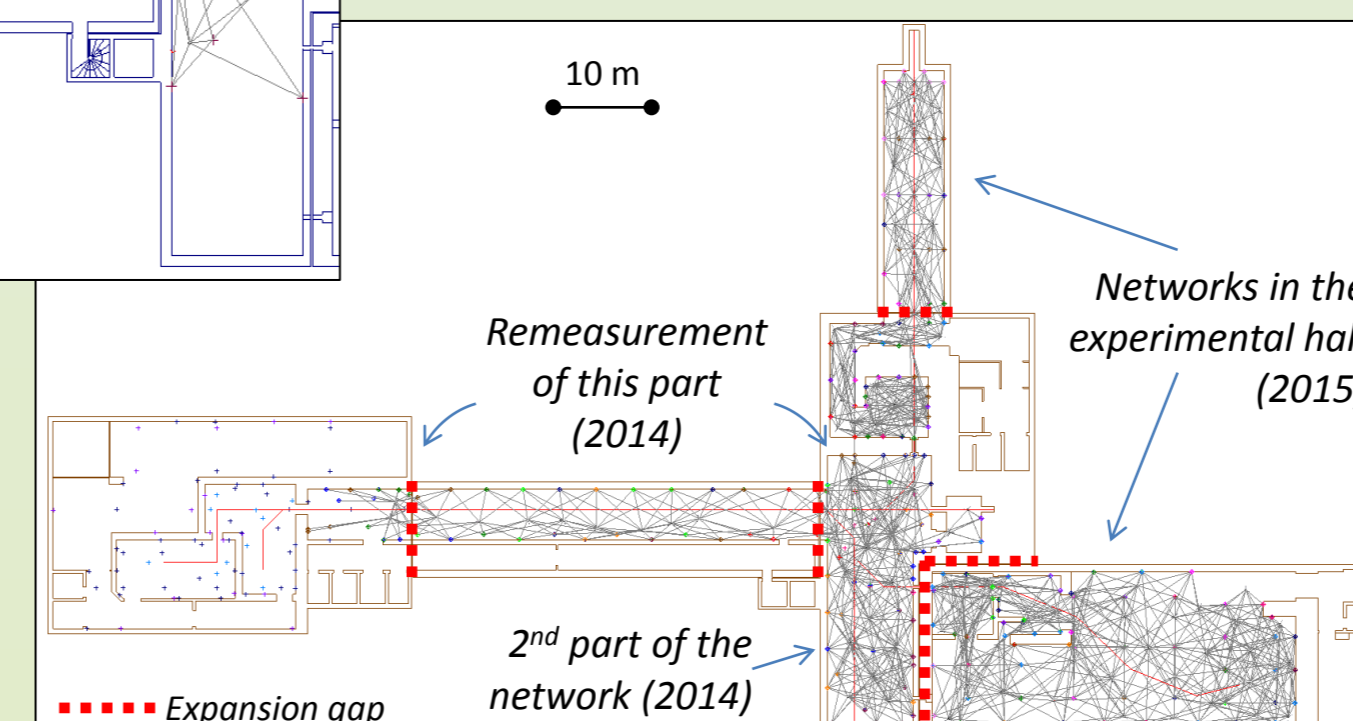 10 m
Networks in the
experimental hal
(2015
Remeasurement
of this part
(2014)
2nd part of the
network (2014)
Expansion gap